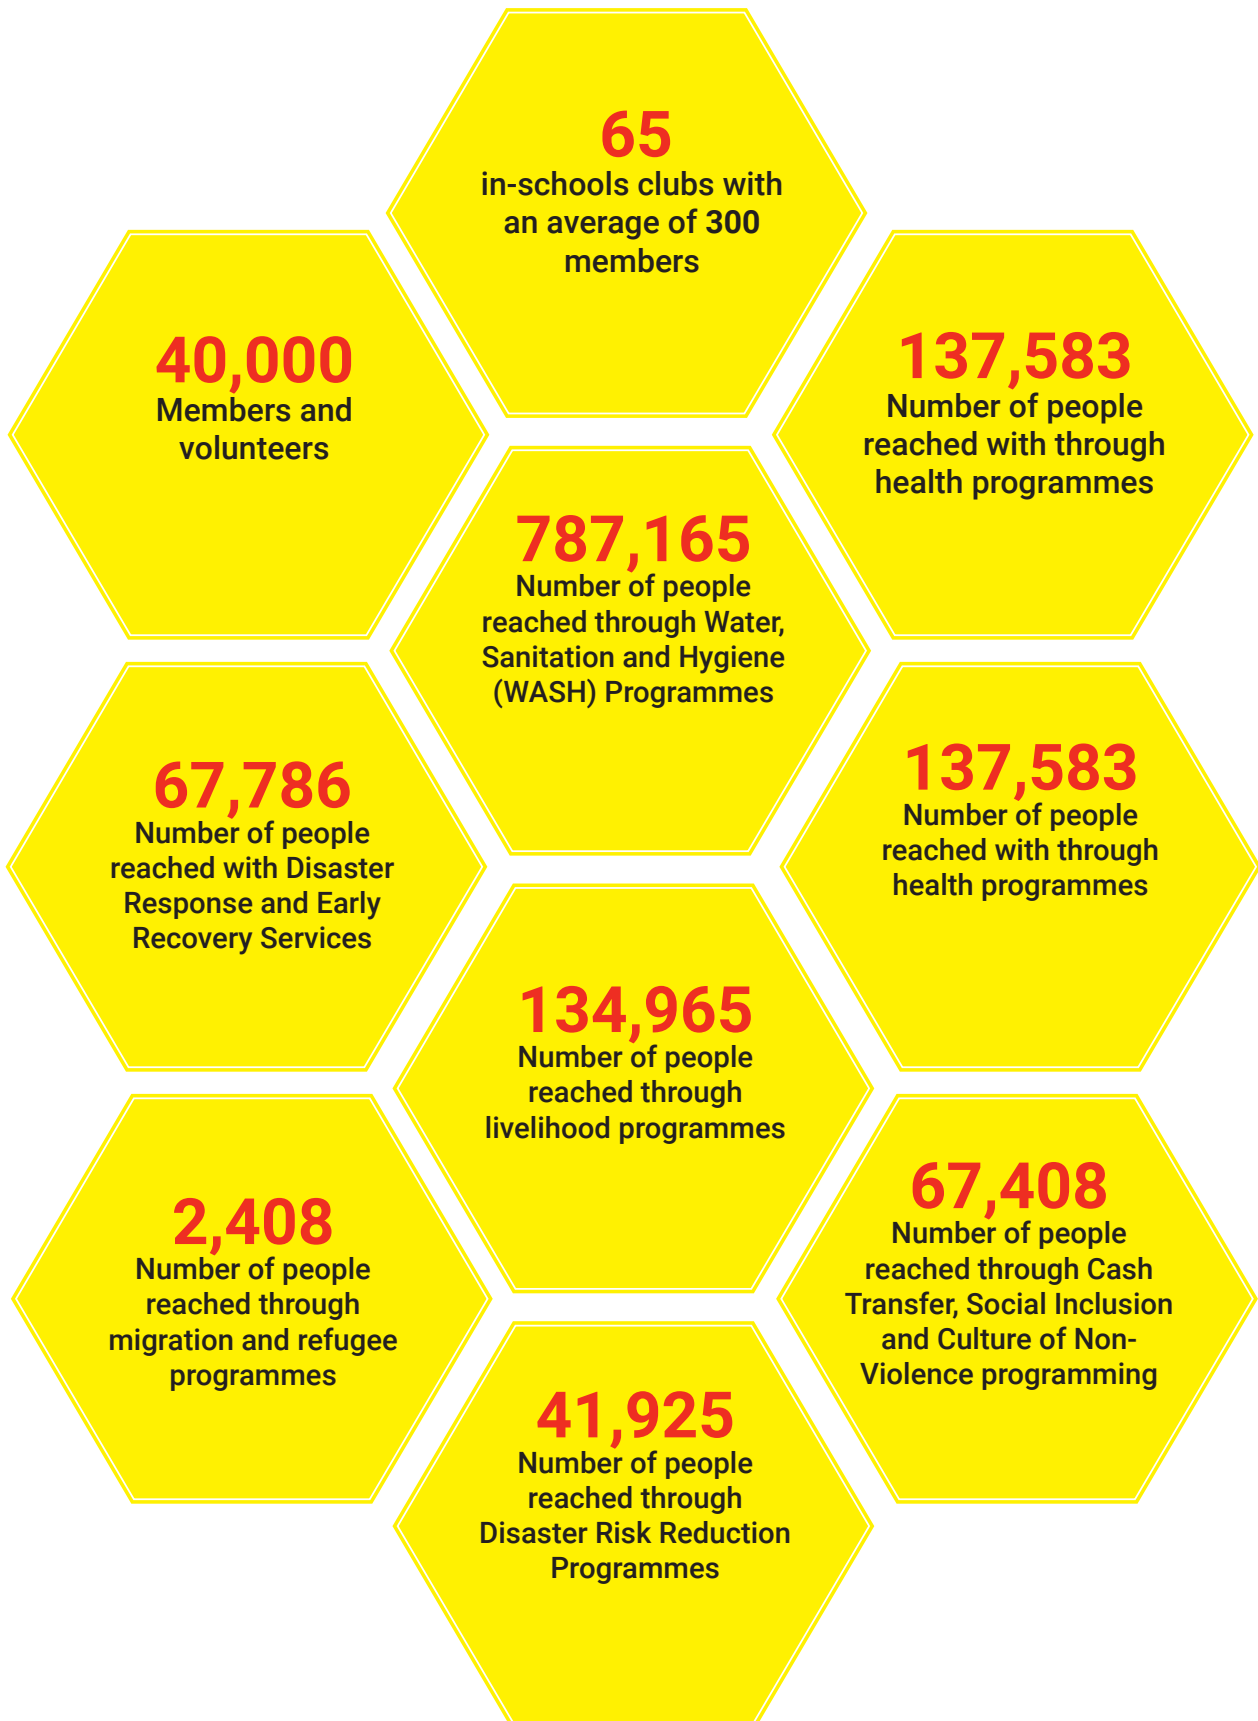 65
in-schools clubs with
an average of 300
members
40,000
Members and
volunteers
137,583
Number of people
reached with through
health programmes
787,165
Number of people
reached through Water,
Sanitation and Hygiene
(WASH) Programmes
67,786
Number of people
reached with Disaster
Response and Early
Recovery Services
137,583
Number of people
reached with through
health programmes
134,965
Number of people
reached through
livelihood programmes
2,408
Number of people
reached through
migration and refugee
programmes
67,408
Number of people
reached through Cash
Transfer, Social Inclusion
and Culture of Non-
Violence programming
41,925
Number of people
reached through
Disaster Risk Reduction
Programmes